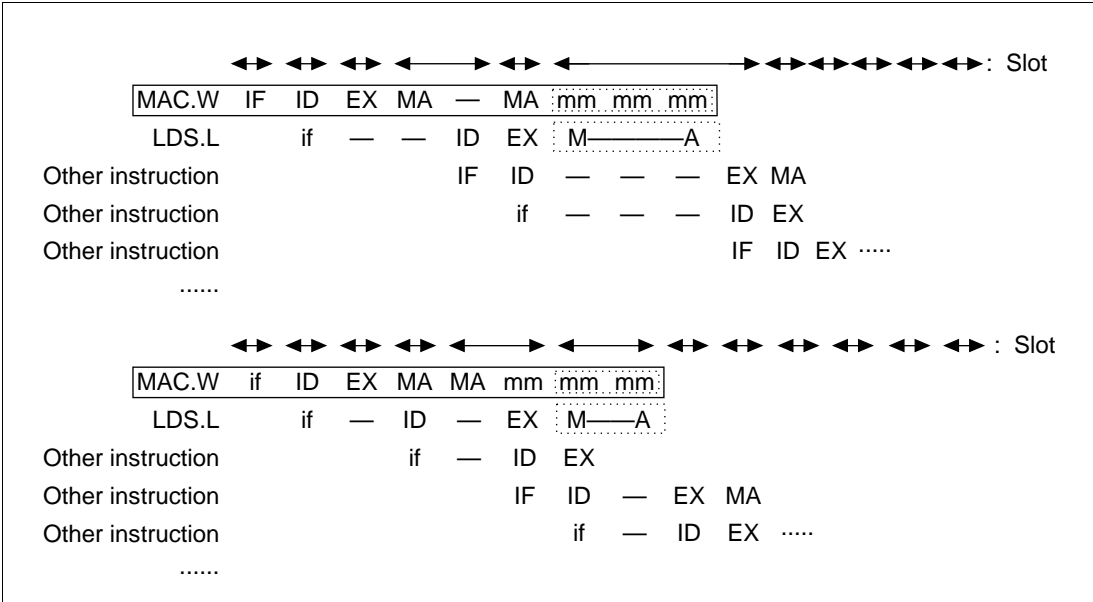 : Slot
MAC.W IF ID EX MA — MA mm mm mm
LDS.L if — — ID EX M———A
Other instruction IF ID — — — EX MA
Other instruction if — — — ID EX
Other instruction IF ID EX ·····
......
: Slot
MAC.W if ID EX MA MA mm mm mm
LDS.L if — ID — EX M——A
Other instruction if — ID EX
Other instruction IF ID — EX MA
Other instruction if — ID EX ·····
......